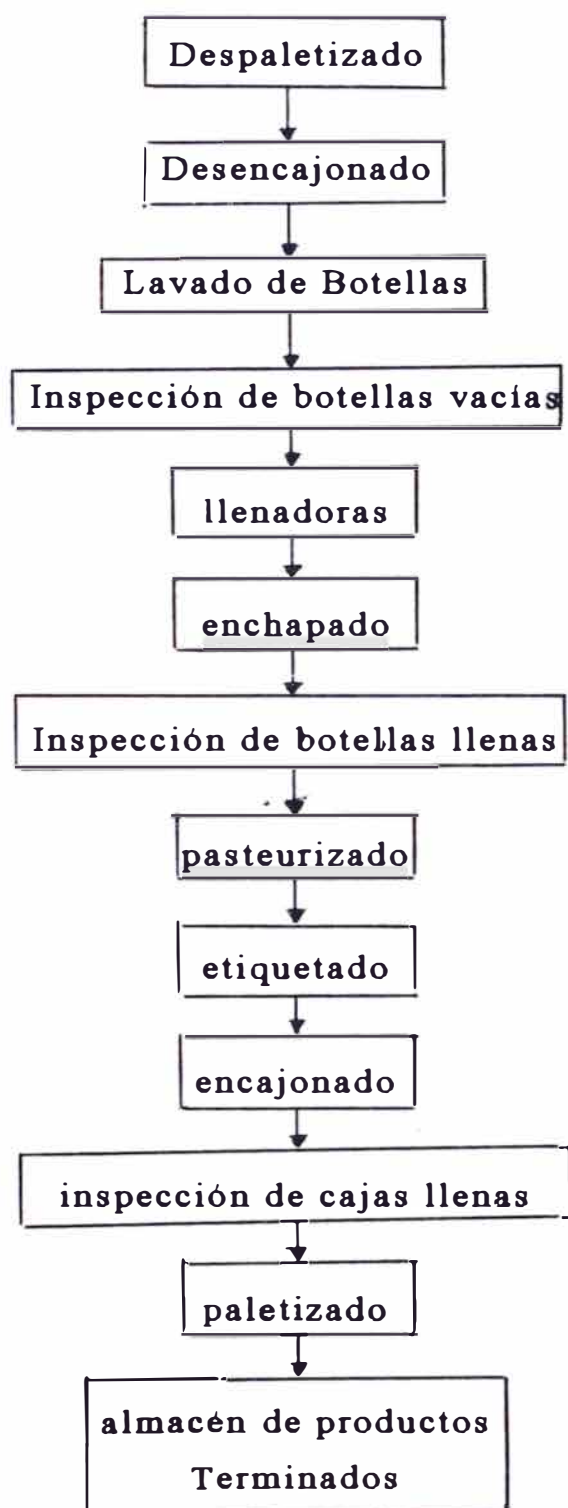 Despaletizado
Desencajonado
Lavado de Botellas
Inspección de botellas vacías
llenadoras
enchapado
Inspección de botellas llenas
pasteurizado
etiquetado
encajonado
inspección de cajas llenas
paletizado
almacén de productos
Terminados